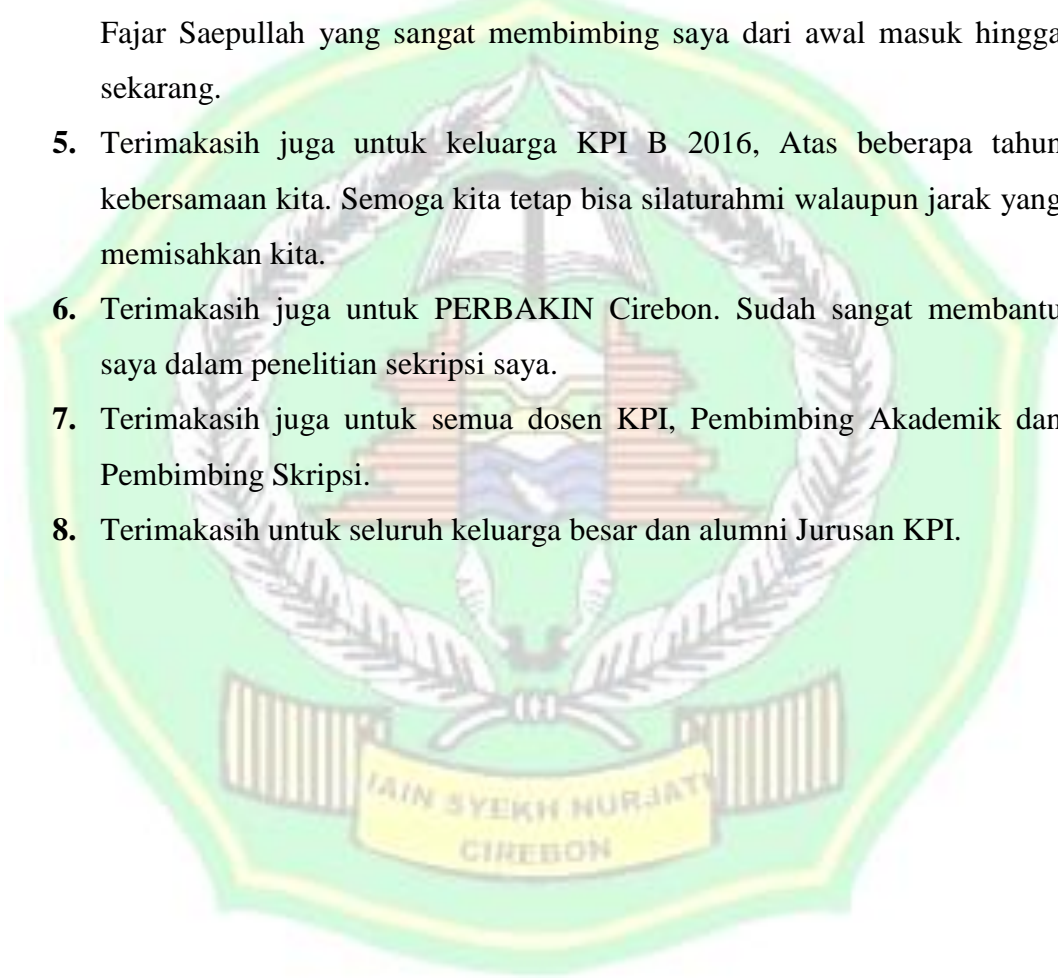 Fajar Saepullah yang sangat membimbing saya dari awal masuk hingga
sekarang.
5. Terimakasih juga untuk keluarga KPI B 2016, Atas beberapa tahun
kebersamaan kita. Semoga kita tetap bisa silaturahmi walaupun jarak yang
memisahkan kita.
6. Terimakasih juga untuk PERBAKIN Cirebon. Sudah sangat membantu
saya dalam penelitian sekripsi saya.
7. Terimakasih juga untuk semua dosen KPI, Pembimbing Akademik dan
Pembimbing Skripsi.
8. Terimakasih untuk seluruh keluarga besar dan alumni Jurusan KPI.
IAIN SYEKH NURJATI
CIREBON